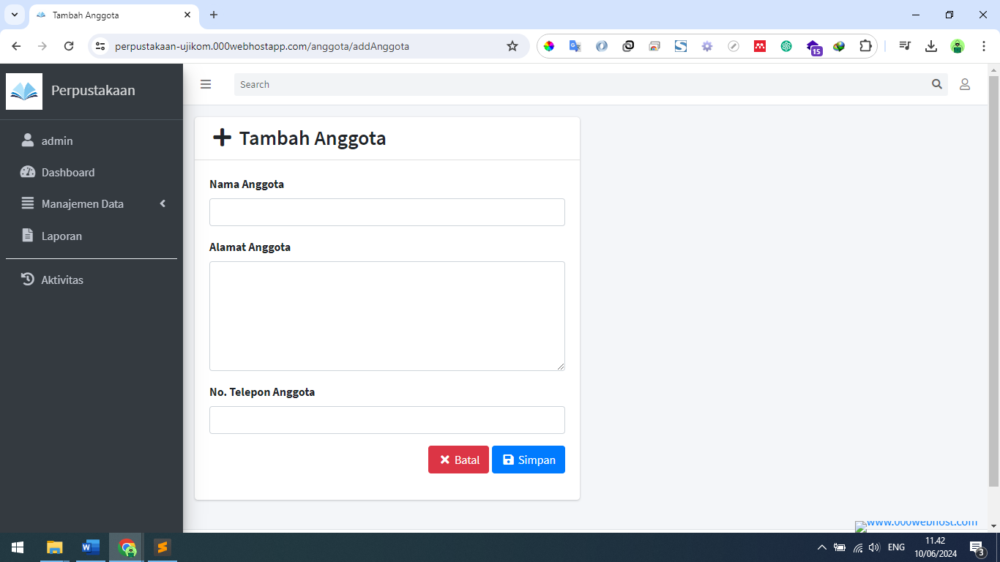 Tambah Anggota
perpustakaan-ujikom.000webhostapp.com/anggota/addAnggota
15
Perpustakaan
Search
admin
Dashboard
Manajemen Data
Laporan
Aktivitas
Tambah Anggota
Nama Anggota
Alamat Anggota
No. Telepon Anggota
Batal
Simpan
www.000webhost.com
ENG
11.42
10/06/2024
3